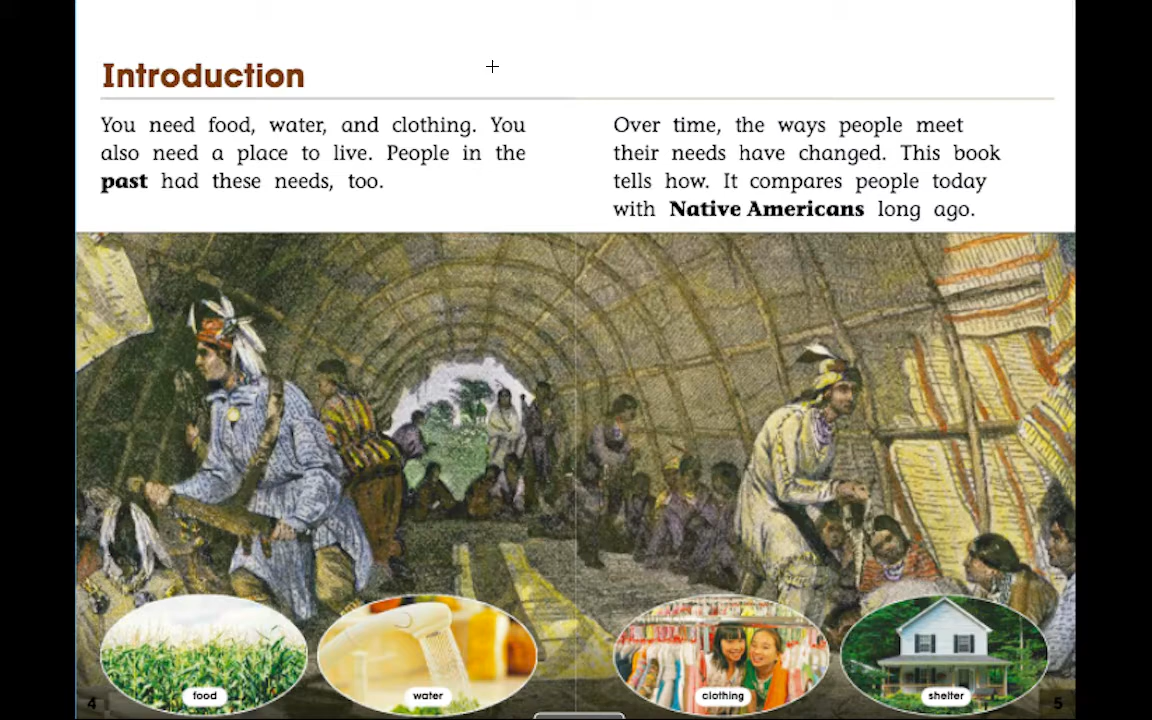 Introduction
You need food, water, and clothing. You
also need a place to live. People in the
past had these needs, too.
Over time, the ways people meet
their needs have changed. This book
tells how. It compares people today
with Native Americans long ago.
food
water
clothing
shelter
4
5